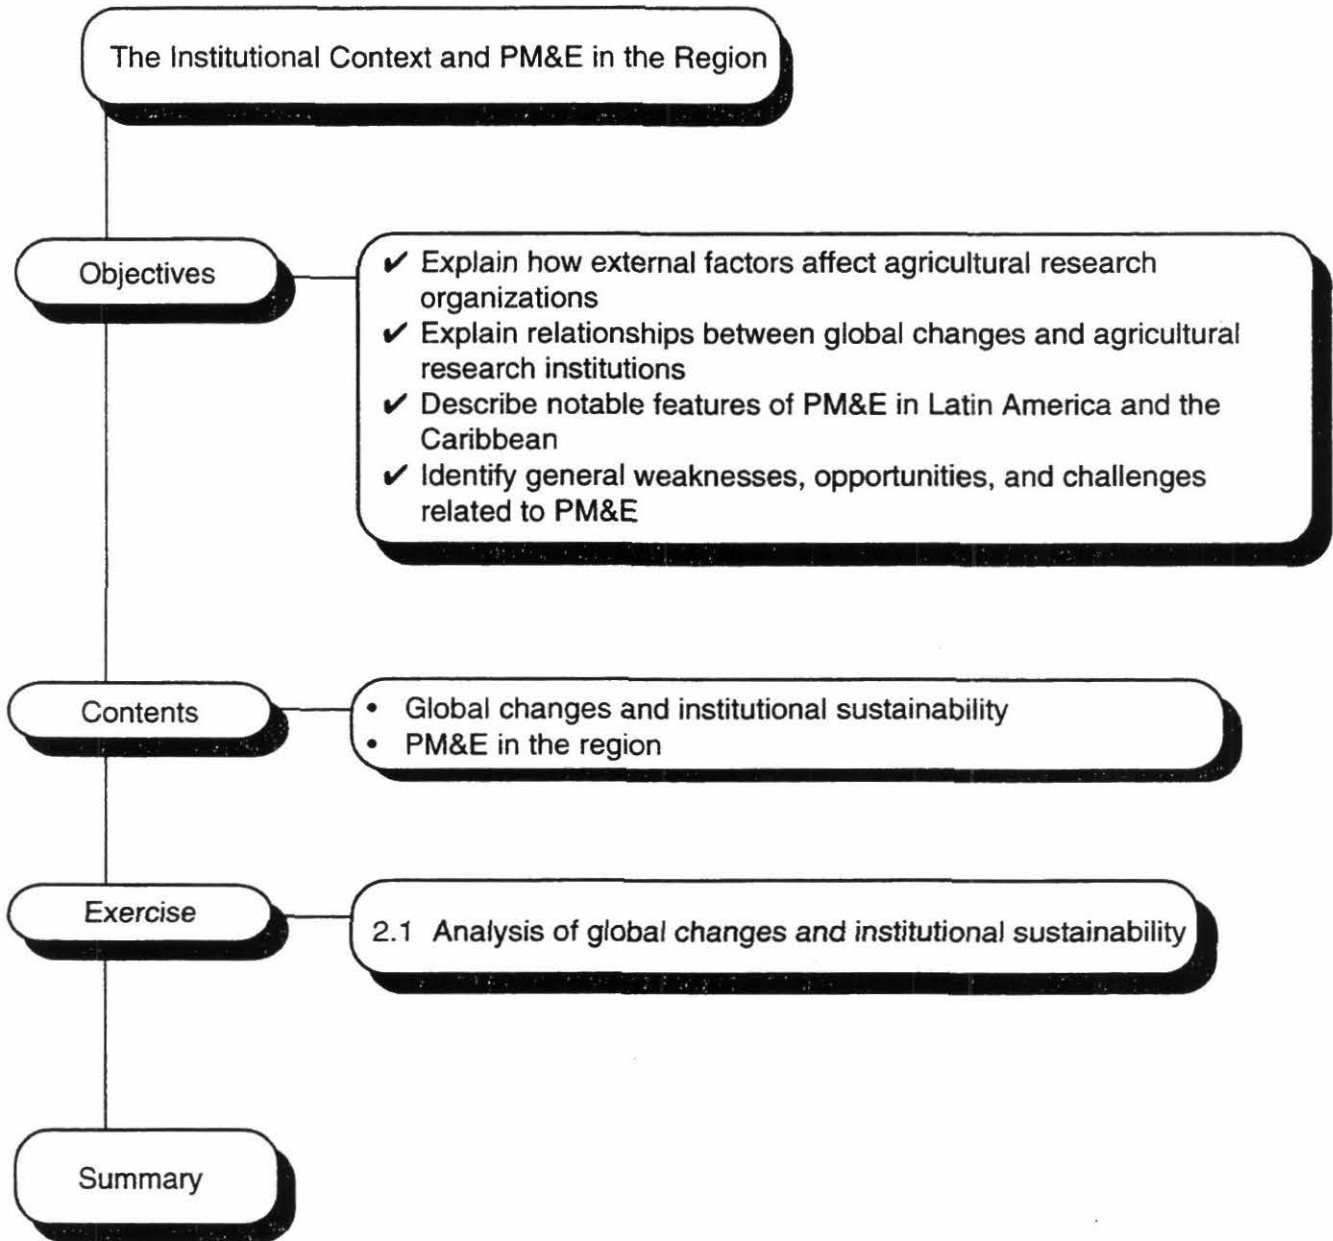 The Institutional Context and PM&E in the Region
Objectives
✔ Explain how external factors affect agricultural research
organizations
✔ Explain relationships between global changes and agricultural
research institutions
✔ Describe notable features of PM&E in Latin America and the
Caribbean
✔ Identify general weaknesses, opportunities, and challenges
related to PM&E
Contents
• Global changes and institutional sustainability
• PM&E in the region
Exercise
2.1 Analysis of global changes and institutional sustainability
Summary